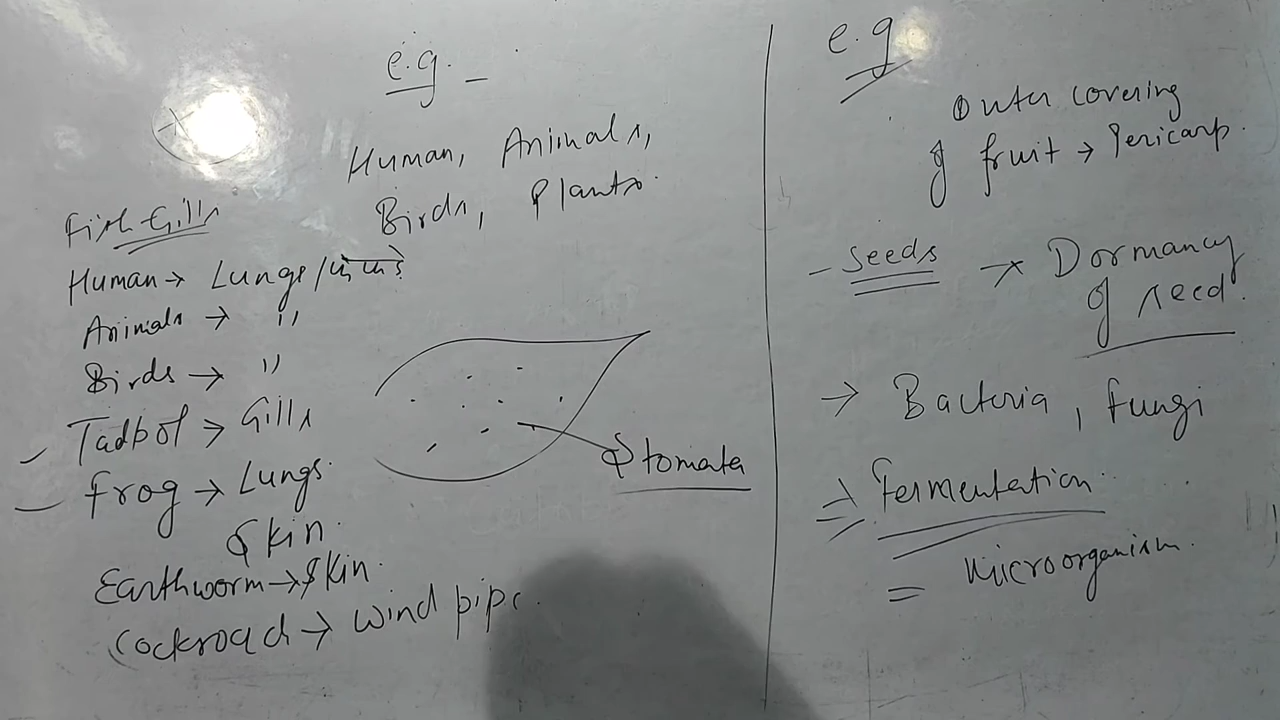 e.g. –
Human, Animals,
Birds, Plants.
Fish - Gills
Human → Lungs /
Animals → "
Birds → "
Tadpol → Gills
Frog → Lungs.
Skin.
Earthworm → Skin.
Cockroach → Wind pipe.
Stomata
e.g
Outer covering
of fruit → Pericarp.
- Seeds → Dormancy
of seed.
→ Bacteria, Fungi
⇒ Fermentation.
= Microorganism.